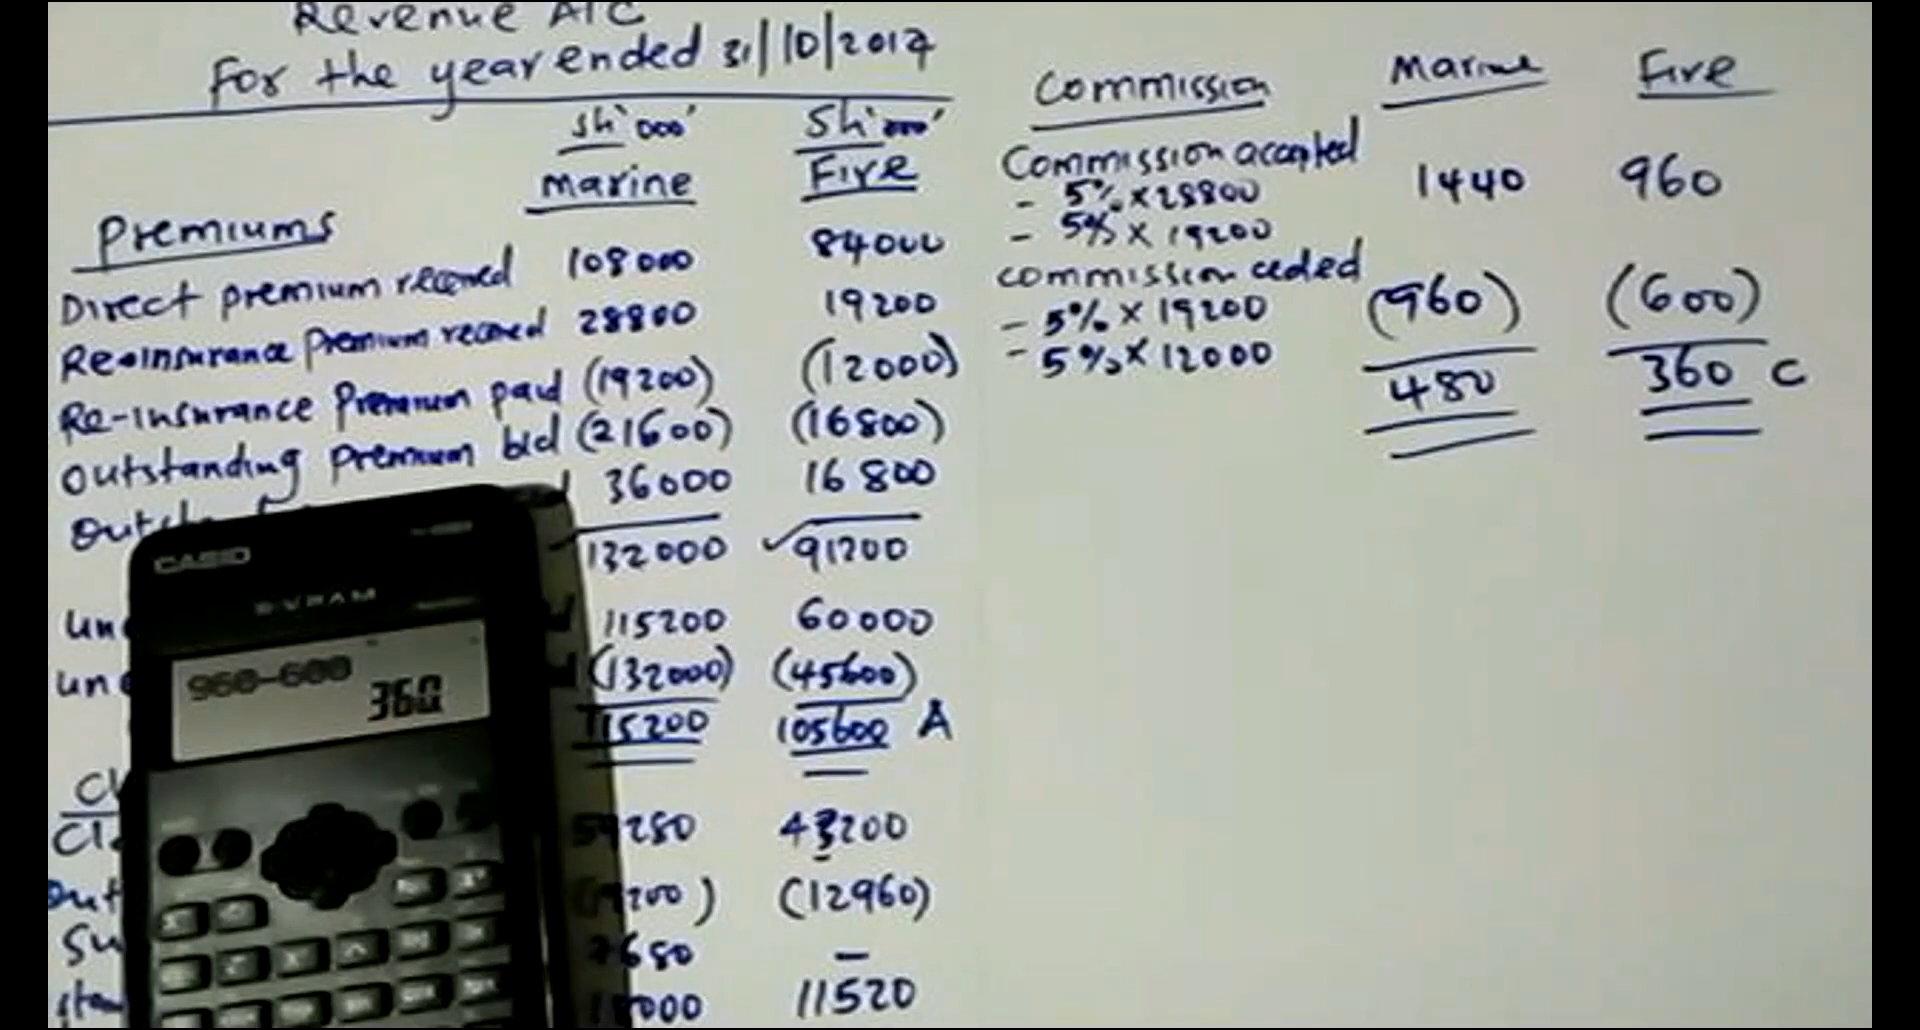 Revenue A/C
For the year ended 31/10/2017
sh'000' sh'000'
Marine Fire
Premiums
Direct premium received 108000 84000
Re-insurance Premium received 28800 19200
Re-insurance Premium paid (19200) (12000)
Outstanding premium b/d (21600) (16800)
36000 16800
132000 91200
115200 60000
(132000) (45600)
115200 105600 A
43200
(12960)
-
11520
Commission Marine Fire
Commission accepted
- 5% x 28800 1440 960
- 5% x 19200
Commission ceded
- 5% x 19200 (960) (600)
- 5% x 12000
480 360 C
CASIO
S-V.P.A.M.
960-600
360